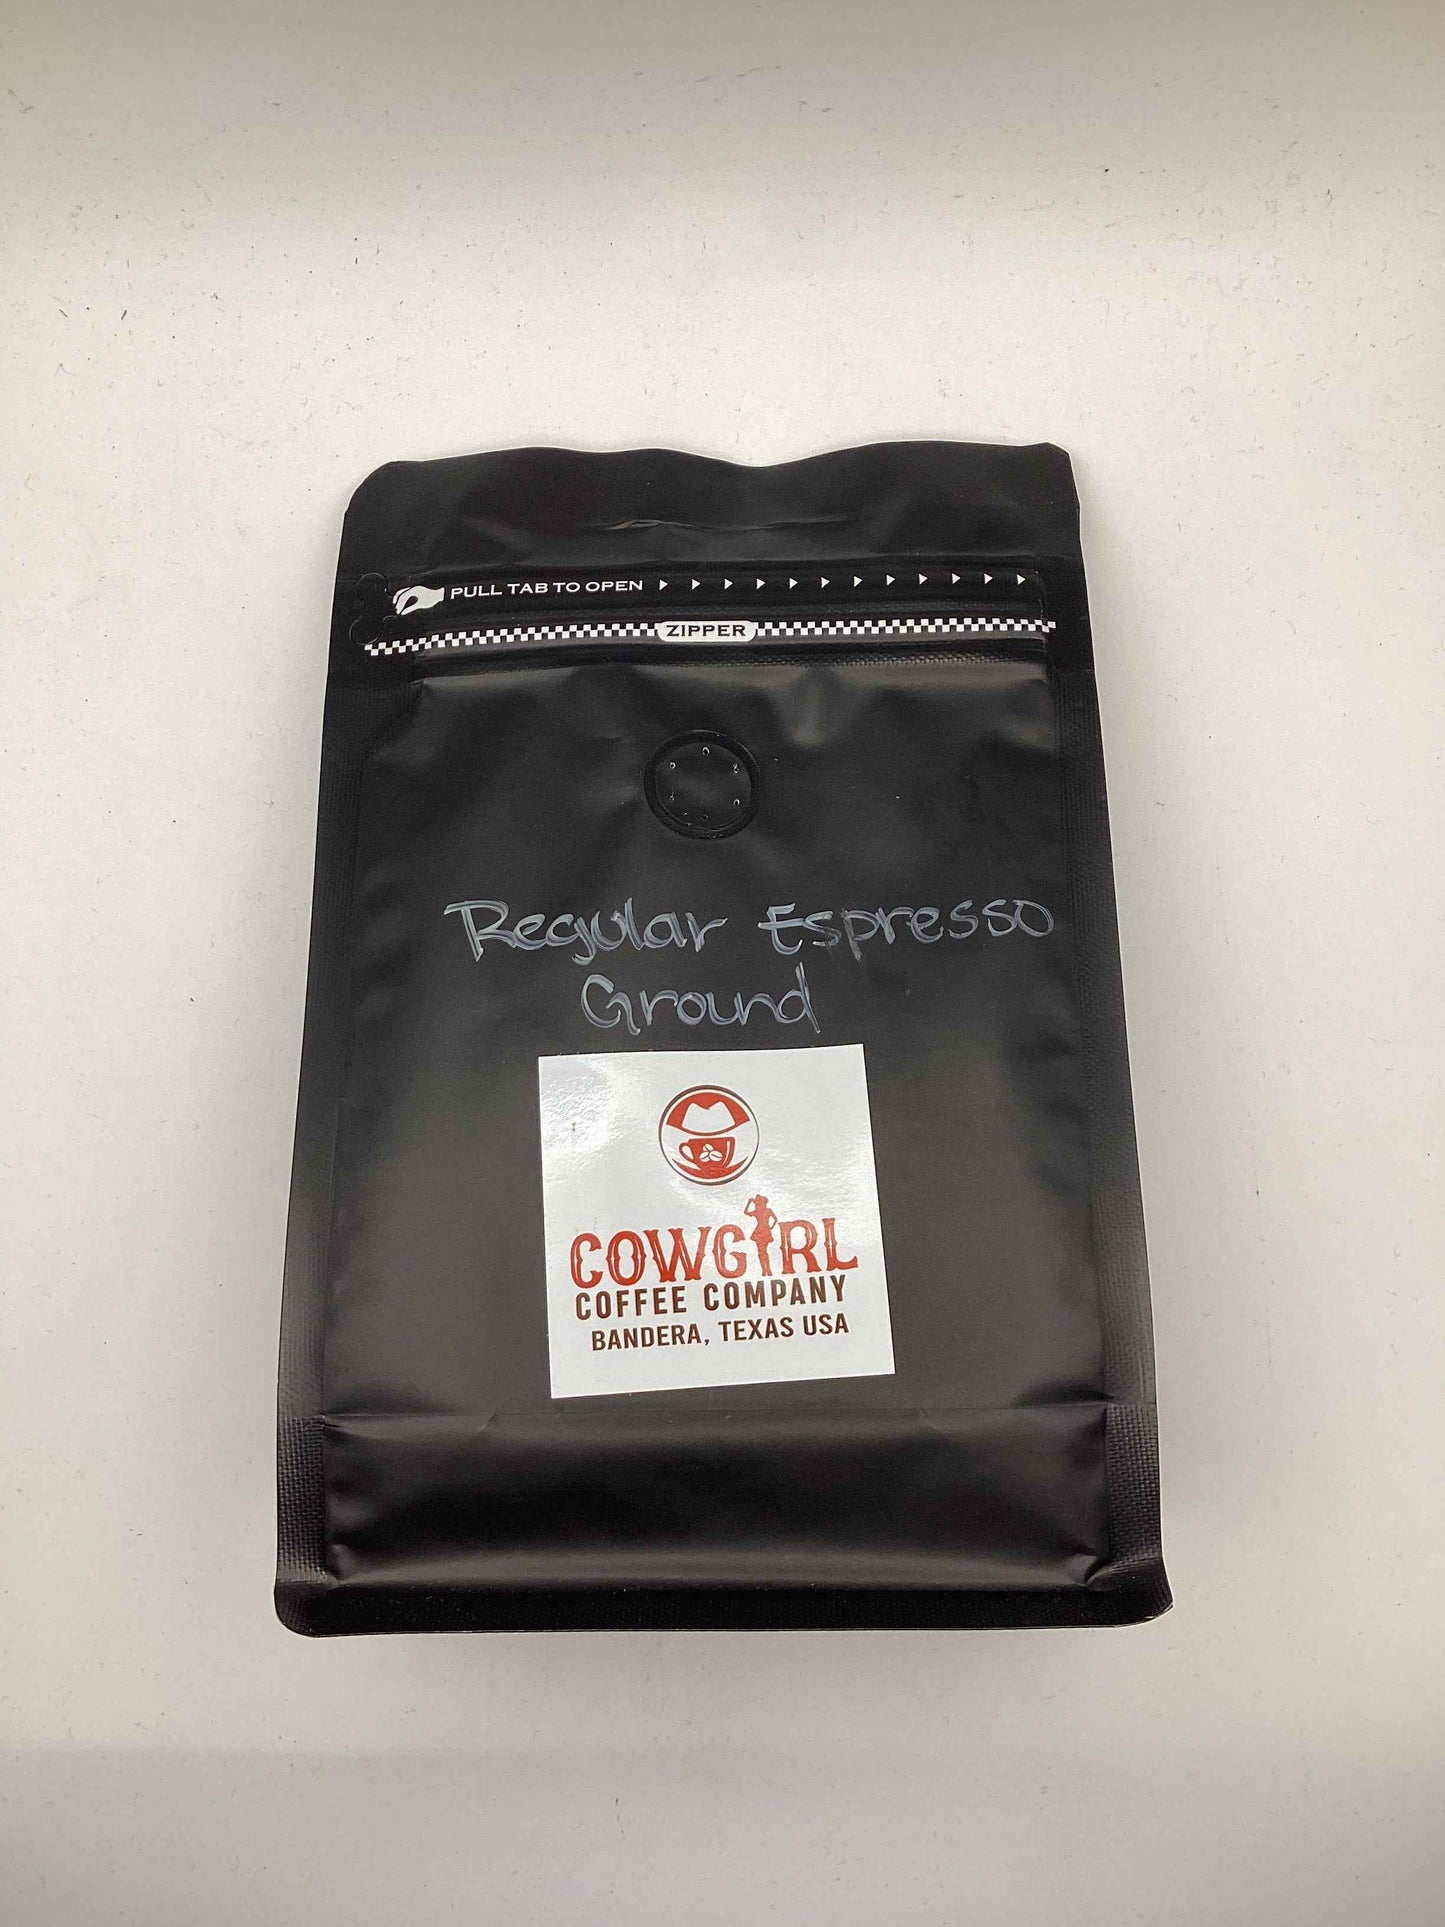 PULL TAB TO OPEN
ZIPPER
Regular Espresso
Ground
COWGIRL
COFFEE COMPANY
BANDERA, TEXAS USA